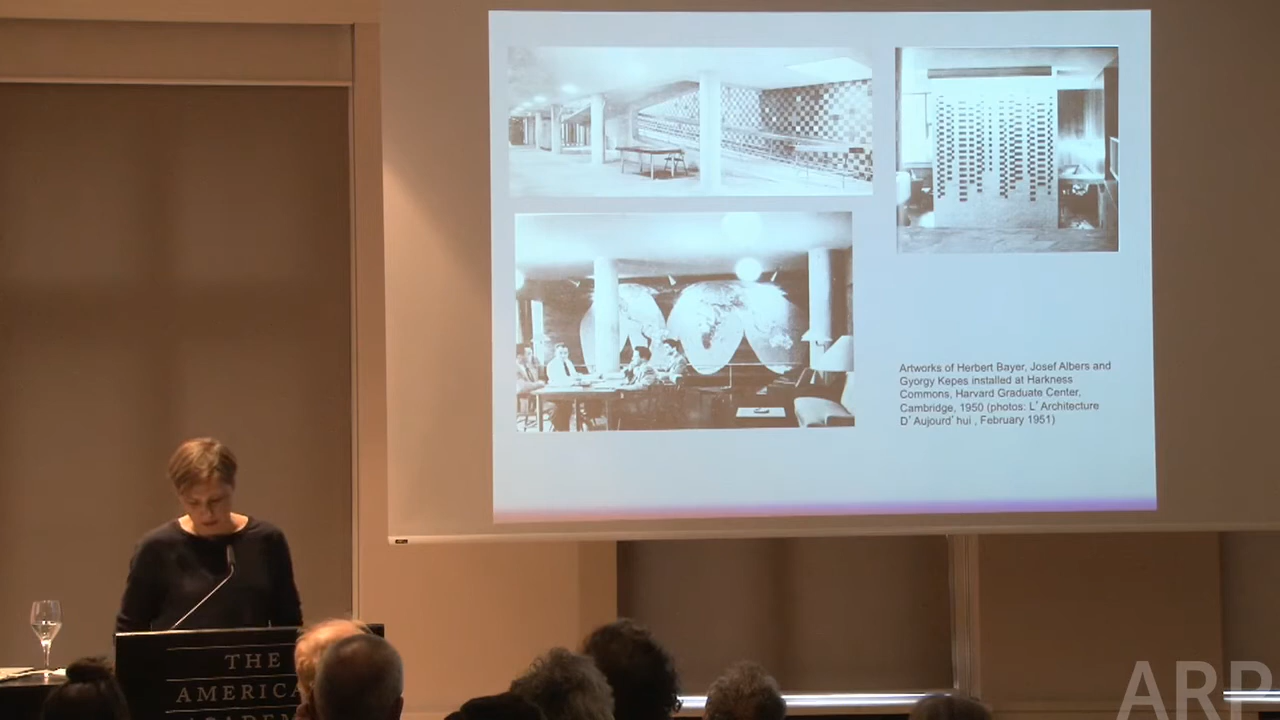 Artworks of Herbert Bayer, Josef Albers and
Gyorgy Kepes installed at Harkness
Commons, Harvard Graduate Center,
Cambridge, 1950 (photos: L' Architecture
D' Aujourd' hui , February 1951)
THE
AMERICA
ACADEM
ARP